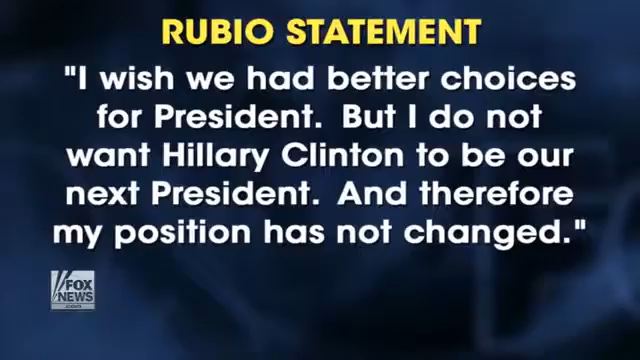 RUBIO STATEMENT
"I wish we had better choices
for President. But I do not
want Hillary Clinton to be our
next President. And therefore
my position has not changed."
FOX
NEWS